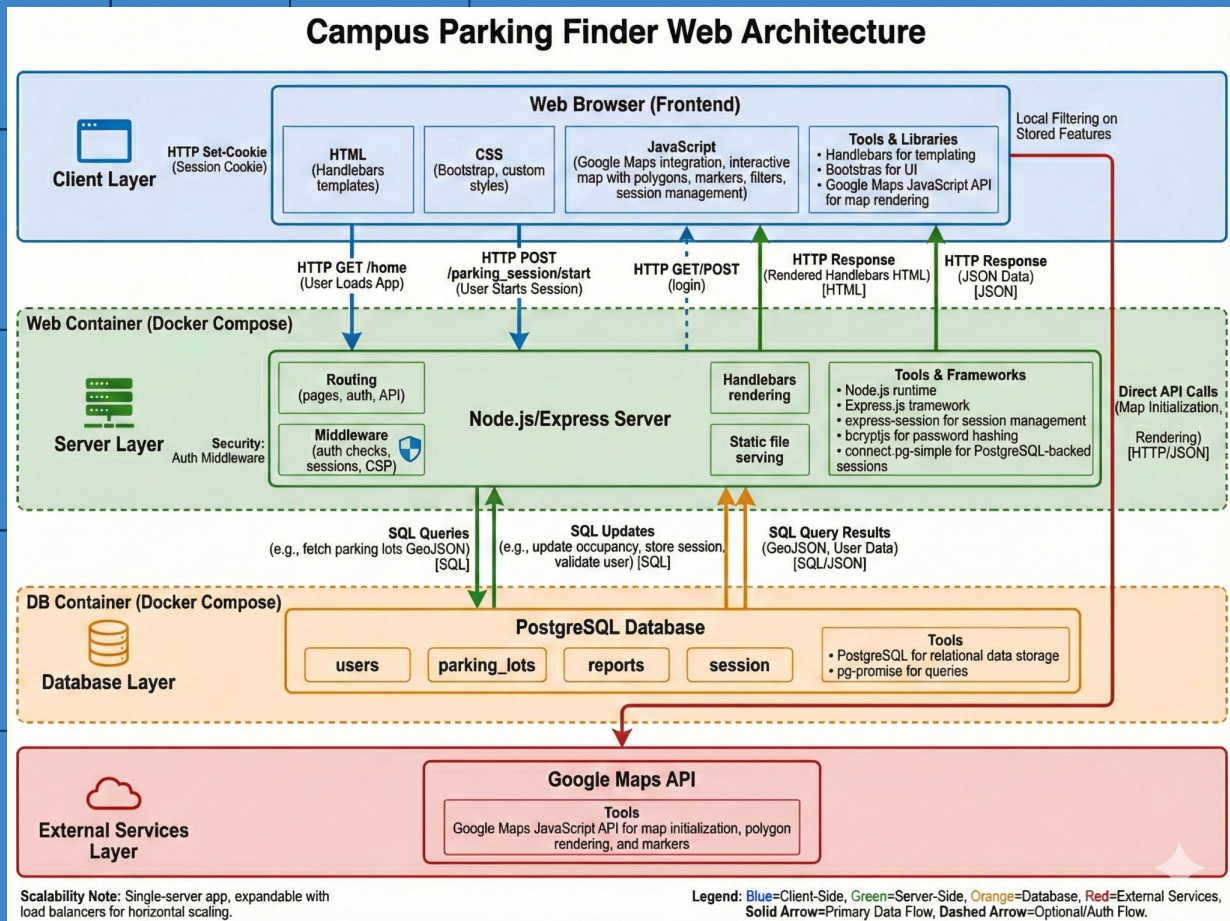 Campus Parking Finder Web Architecture
Client Layer
HTTP Set-Cookie
(Session Cookie)
Web Browser (Frontend)
HTML
(Handlebars
templates)
CSS
(Bootstrap, custom
styles)
JavaScript
(Google Maps integration, interactive
map with polygons, markers, filters,
session management)
Tools & Libraries
• Handlebars for templating
• Bootstras for UI
• Google Maps JavaScript API
for map rendering
Local Filtering on
Stored Features
HTTP GET /home
(User Loads App)
HTTP POST
/parking_session/start
(User Starts Session)
HTTP GET/POST
(login)
HTTP Response
(Rendered Handlebars HTML)
[HTML]
HTTP Response
(JSON Data)
[JSON]
Web Container (Docker Compose)
Server Layer
Security:
Auth Middleware
Routing
(pages, auth, API)
Middleware
(auth checks,
sessions, CSP)
Node.js/Express Server
Handlebars
rendering
Static file
serving
Tools & Frameworks
• Node.js runtime
• Express.js tramework
• express-session for session management
• bcryptjs for password hashing
• connect.pg-simple for PostgreSQL-backed
sessions
Direct API Calls
(Map Initialization,
Rendering)
[HTTP/JSON]
SQL Queries
(e.g., fetch parking lots GeoJSON)
[SQL]
SQL Updates
(e.g., update occupancy, store session,
validate user) [SQL]
SQL Query Results
(GeoJSON, User Data)
[SQL/JSON]
DB Container (Docker Compose)
Database Layer
PostgreSQL Database
users
parking_lots
reports
session
Tools
• PostgreSQL for relational data storage
• pg-promise for queries
External Services
Layer
Google Maps API
Tools
Google Maps JavaScript API for map initialization, polygon
rendering, and markers
Scalability Note: Single-server app, expandable with
load balancers for horizontal scaling.
Legend: Blue=Client-Side, Green=Server-Side, Orange=Database, Red=External Services,
Solid Arrow=Primary Data Flow, Dashed Arrow=Optional/Auth Flow.